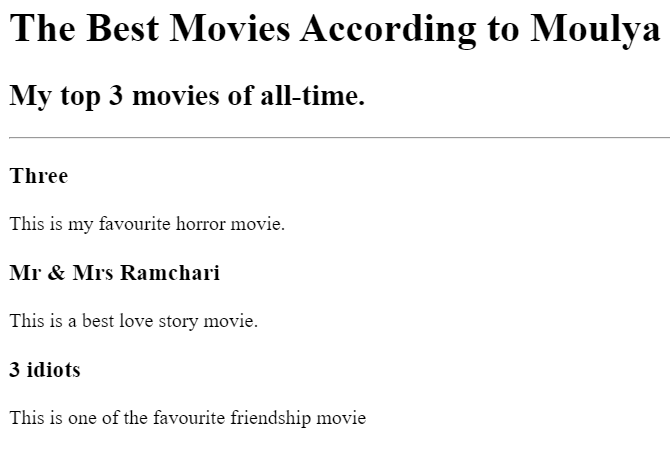 The Best Movies According to Moulya
My top 3 movies of all-time.
Three
This is my favourite horror movie.
Mr & Mrs Ramchari
This is a best love story movie.
3 idiots
This is one of the favourite friendship movie